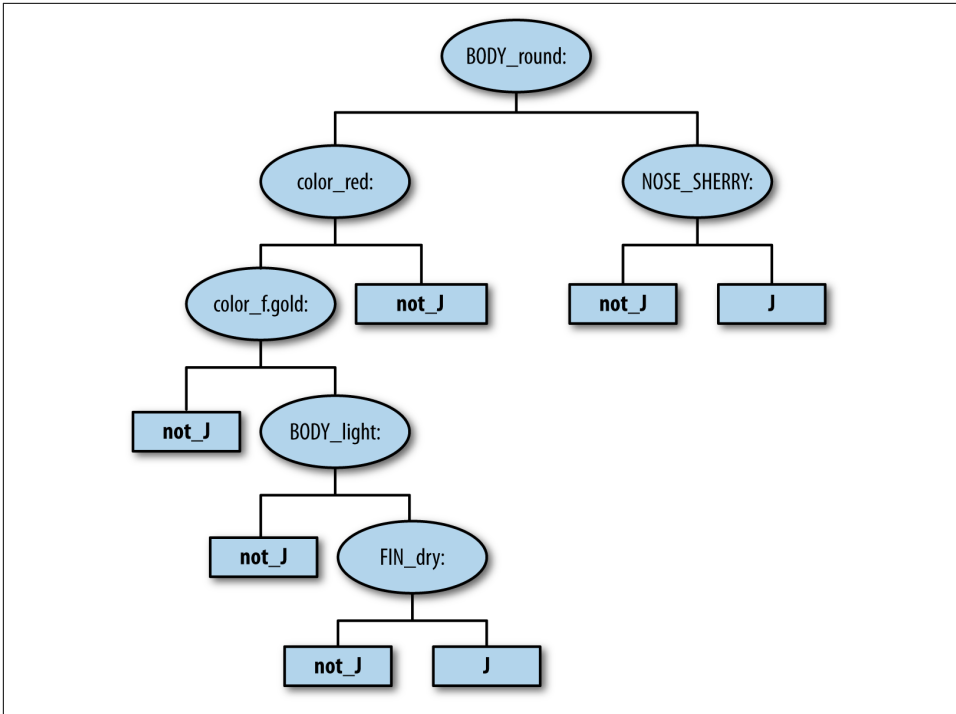 BODY_round:
color_red:
NOSE_SHERRY:
color_f.gold:
not_J
not_J
J
not_J
BODY_light:
not_J
FIN_dry:
not_J
J